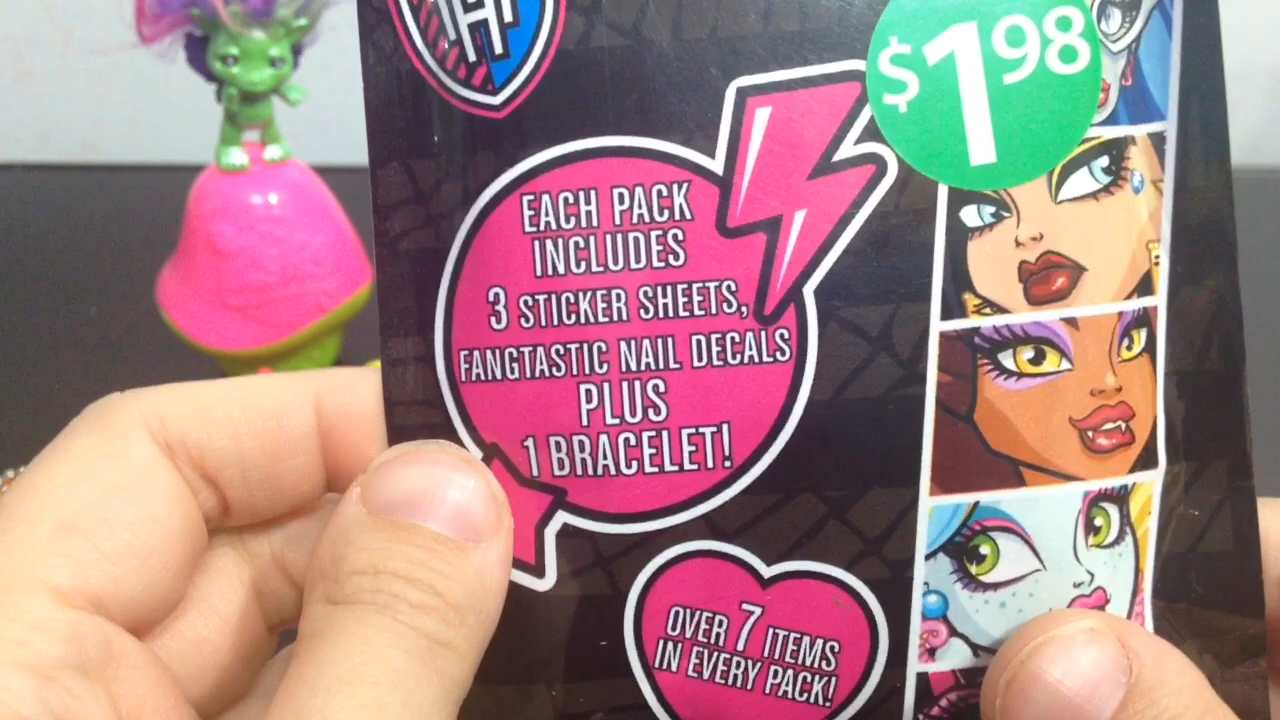 MH
$198
EACH PACK
INCLUDES
3 STICKER SHEETS,
FANGTASTIC NAIL DECALS
PLUS
1 BRACELET!
OVER 7 ITEMS
IN EVERY PACK!